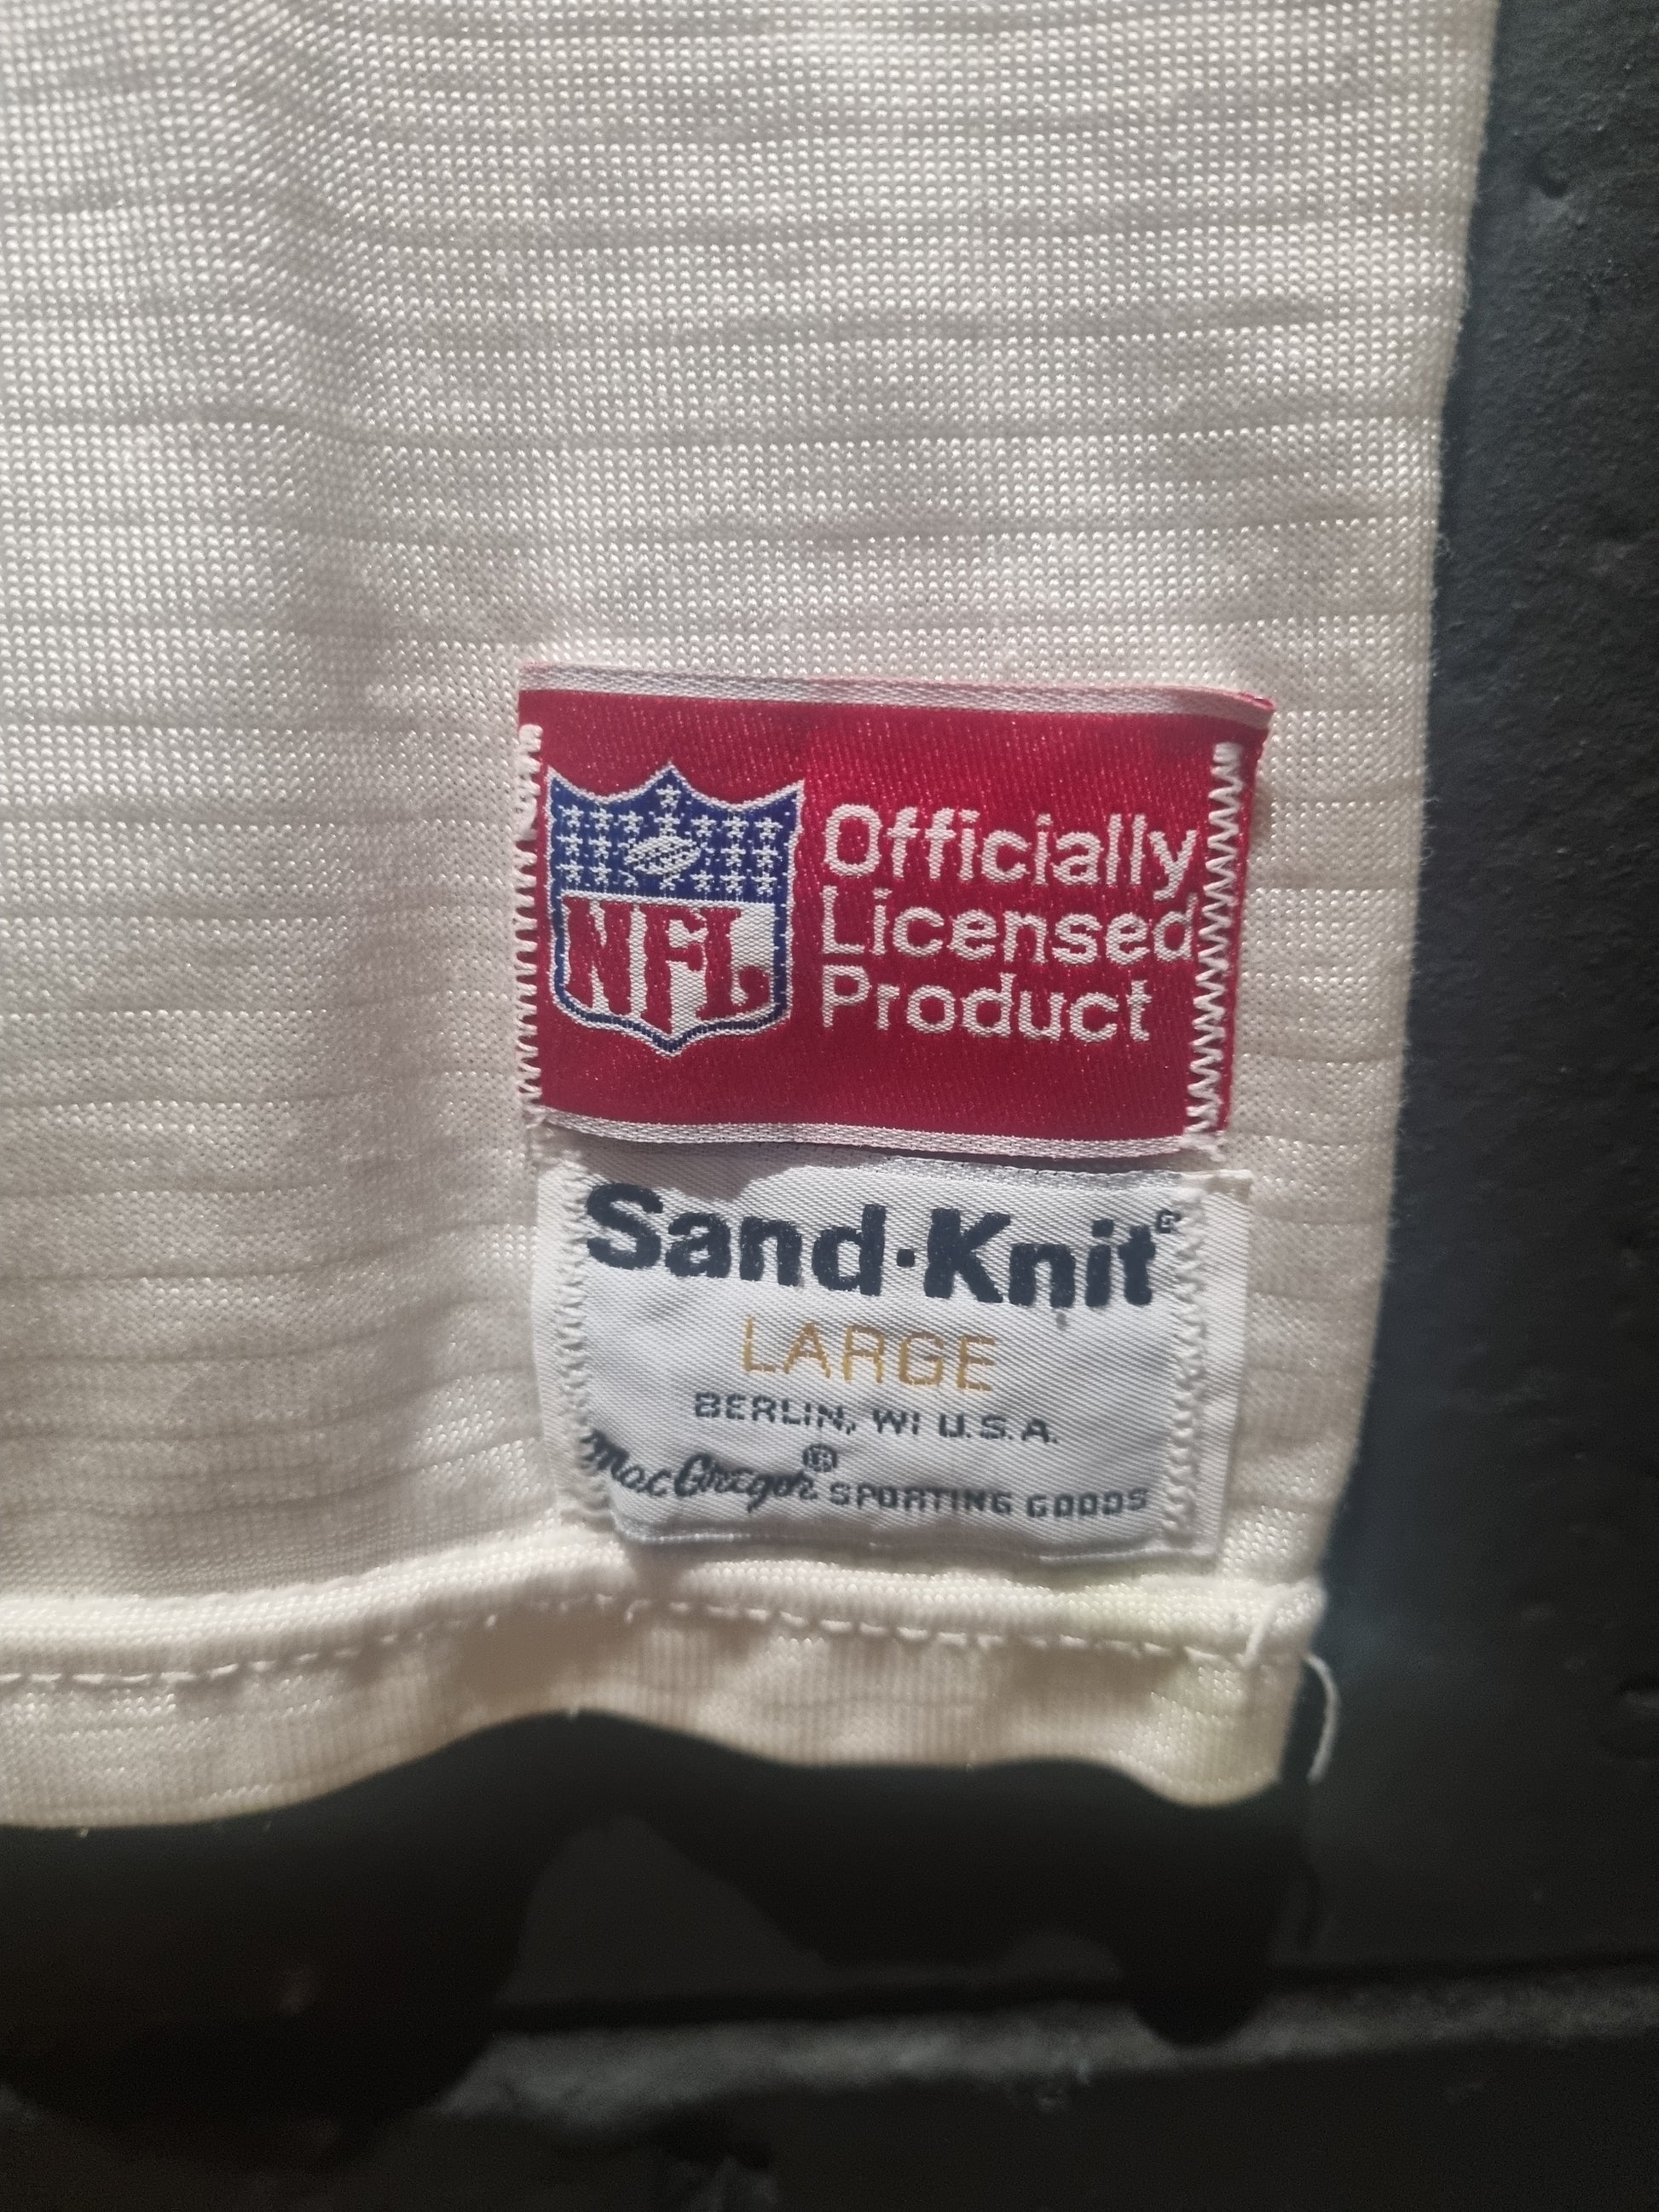 NFL
Officially
Licensed
Product
Sand·Knit®
LARGE
BERLIN, WI U.S.A.
MacGregor® SPORTING GOODS